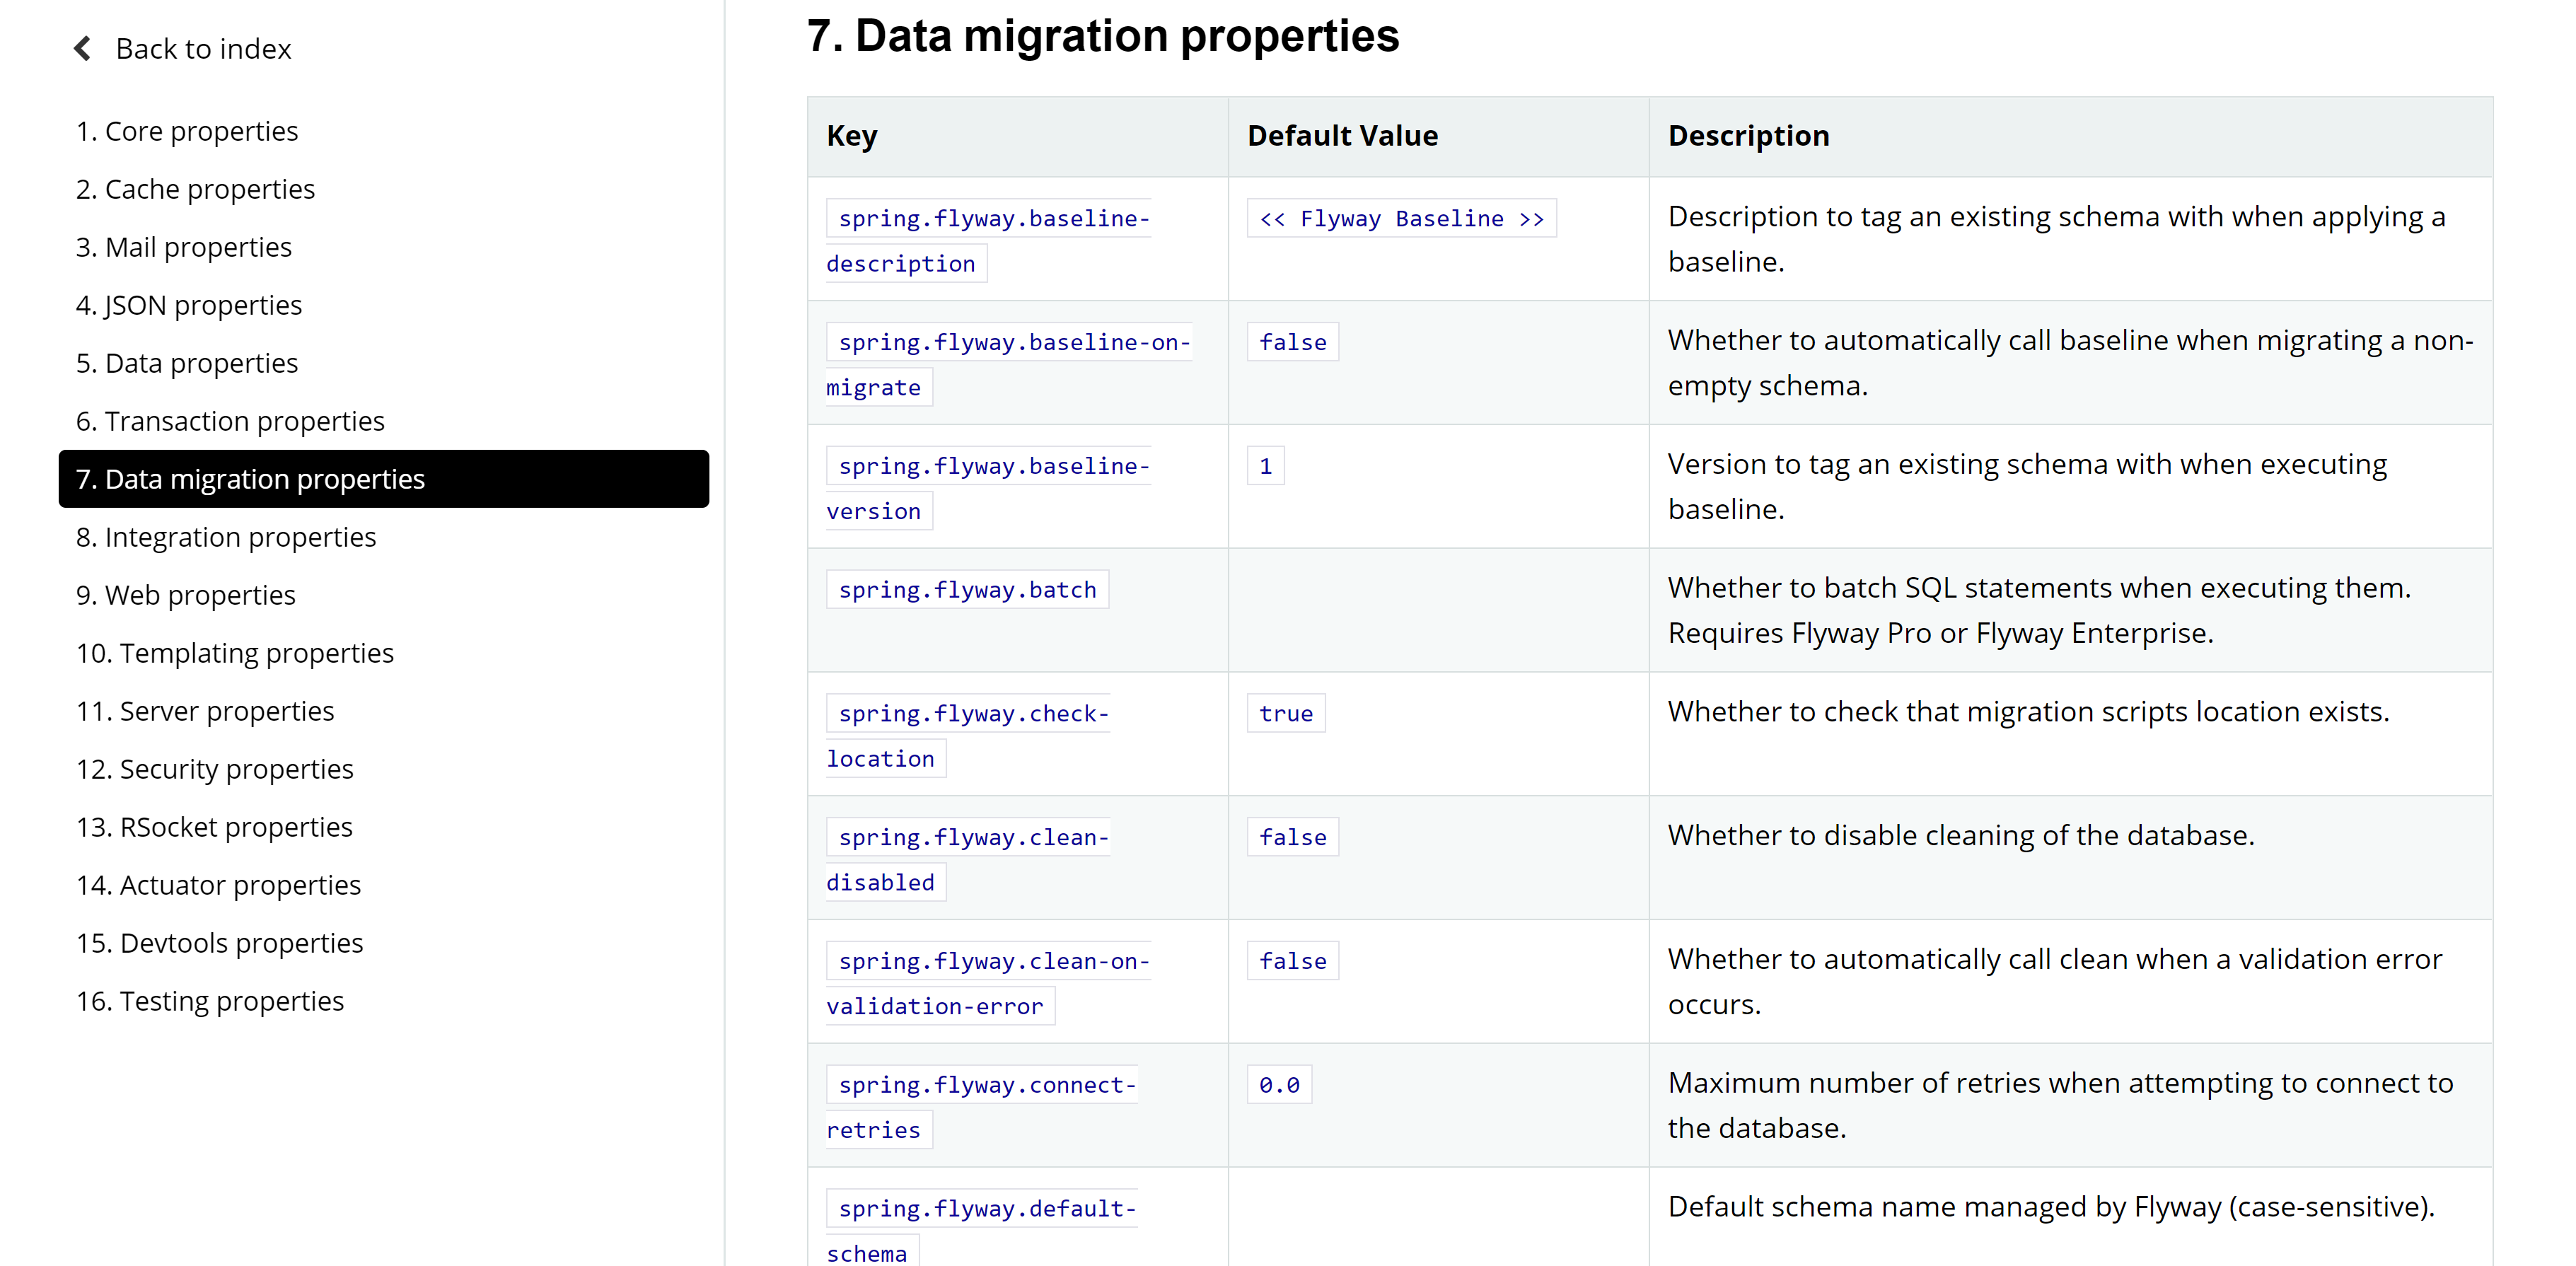 Back to index
1. Core properties
2. Cache properties
3. Mail properties
4. JSON properties
5. Data properties
6. Transaction properties
7. Data migration properties
8. Integration properties
9. Web properties
10. Templating properties
11. Server properties
12. Security properties
13. RSocket properties
14. Actuator properties
15. Devtools properties
16. Testing properties
7. Data migration properties
Key
Default Value
Description
spring.flyway.baseline-
description
<< Flyway Baseline >>
Description to tag an existing schema with when applying a
baseline.
spring.flyway.baseline-on-
migrate
false
Whether to automatically call baseline when migrating a non-
empty schema.
spring.flyway.baseline-
version
1
Version to tag an existing schema with when executing
baseline.
spring.flyway.batch
Whether to batch SQL statements when executing them.
Requires Flyway Pro or Flyway Enterprise.
spring.flyway.check-
location
true
Whether to check that migration scripts location exists.
spring.flyway.clean-
disabled
false
Whether to disable cleaning of the database.
spring.flyway.clean-on-
validation-error
false
Whether to automatically call clean when a validation error
occurs.
spring.flyway.connect-
retries
0.0
Maximum number of retries when attempting to connect to
the database.
spring.flyway.default-
schema
Default schema name managed by Flyway (case-sensitive).